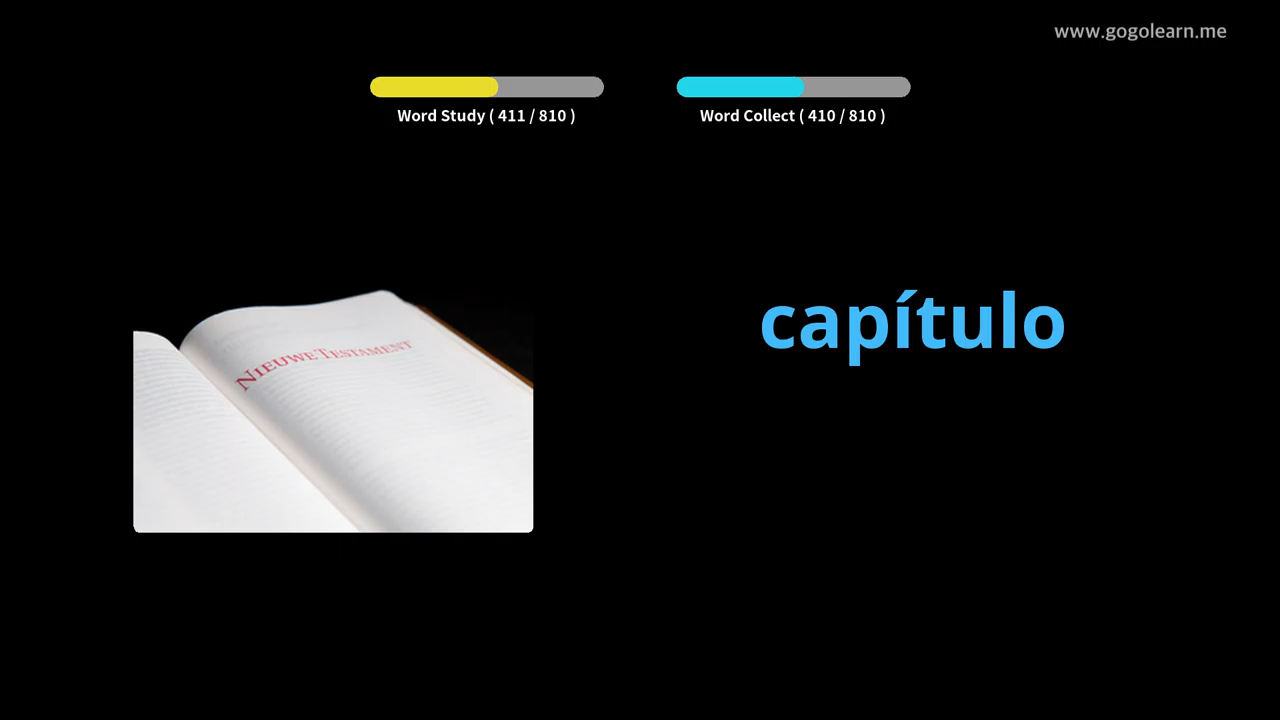 www.gogolearn.me
Word Study ( 411 / 810 )
Word Collect ( 410 / 810 )
NIEUWE TESTAMENT
capítulo